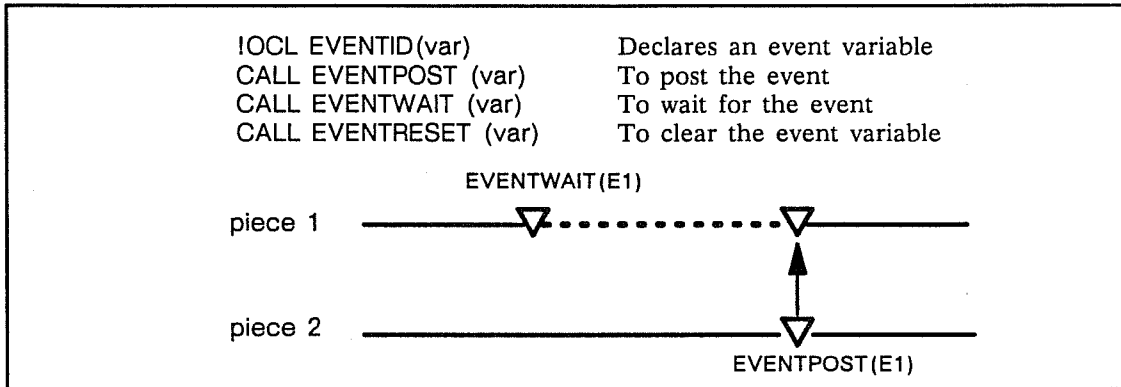 !OCL EVENTID(var) Declares an event variable
CALL EVENTPOST (var) To post the event
CALL EVENTWAIT (var) To wait for the event
CALL EVENTRESET (var) To clear the event variable
EVENTWAIT(E1)
piece 1
piece 2
EVENTPOST(E1)